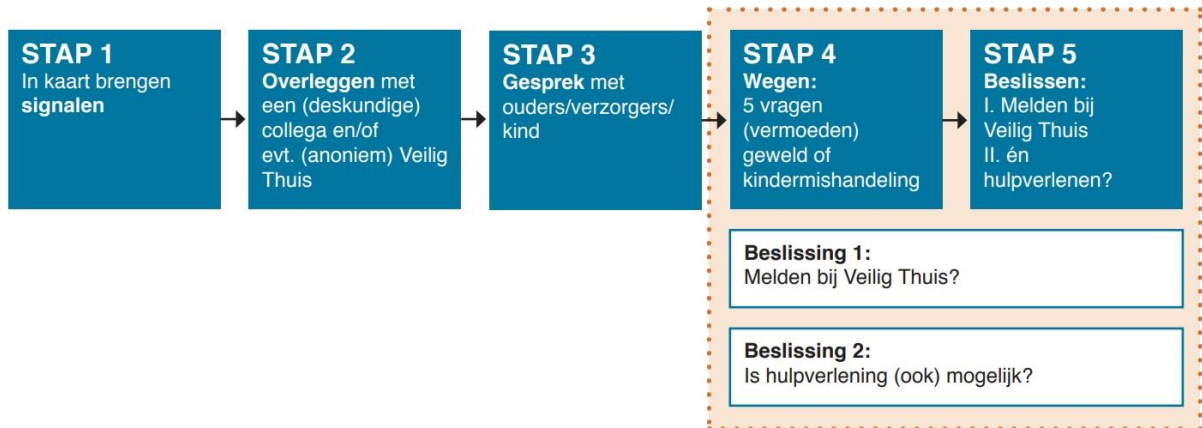 STAP 1
In kaart brengen
signalen
STAP 2
Overleggen met
een (deskundige)
collega en/of
evt. (anoniem) Veilig
Thuis
STAP 3
Gesprek met
ouders/verzorgers/
kind
STAP 4
Wegen:
5 vragen
(vermoeden)
geweld of
kindermishandeling
STAP 5
Beslissen:
I. Melden bij
Veilig Thuis
II. én
hulpverlenen?
Beslissing 1:
Melden bij Veilig Thuis?
Beslissing 2:
Is hulpverlening (ook) mogelijk?